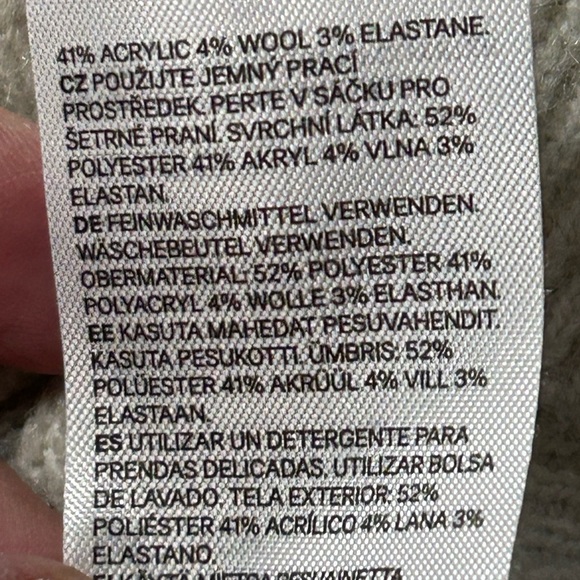 41% ACRYLIC 4% WOOL 3% ELASTANE.
CZ POUŽIJTE JEMNÝ PRACÍ
PROSTŘEDEK. PERTE V SÁČKU PRO
ŠETRNÉ PRANÍ. SVRCHNÍ LÁTKA: 52%
POLYESTER 41% AKRYL 4% VLNA 3%
ELASTAN.
DE FEINWASCHMITTEL VERWENDEN.
WÄSCHEBEUTEL VERWENDEN.
OBERMATERIAL: 52% POLYESTER 41%
POLYACRYL 4% WOLLE 3% ELASTHAN.
EE KASUTA MAHEDAT PESUVAHENDIT.
KASUTA PESUKOTTI. ÜMBRIS: 52%
POLÜESTER 41% AKRÜÜL 4% VILL 3%
ELASTAAN.
ES UTILIZAR UN DETERGENTE PARA
PRENDAS DELICADAS. UTILIZAR BOLSA
DE LAVADO. TELA EXTERIOR: 52%
POLIÉSTER 41% ACRÍLICO 4% LANA 3%
ELASTANO.
FI KÄYTÄ MIETOA PESUAINETTA